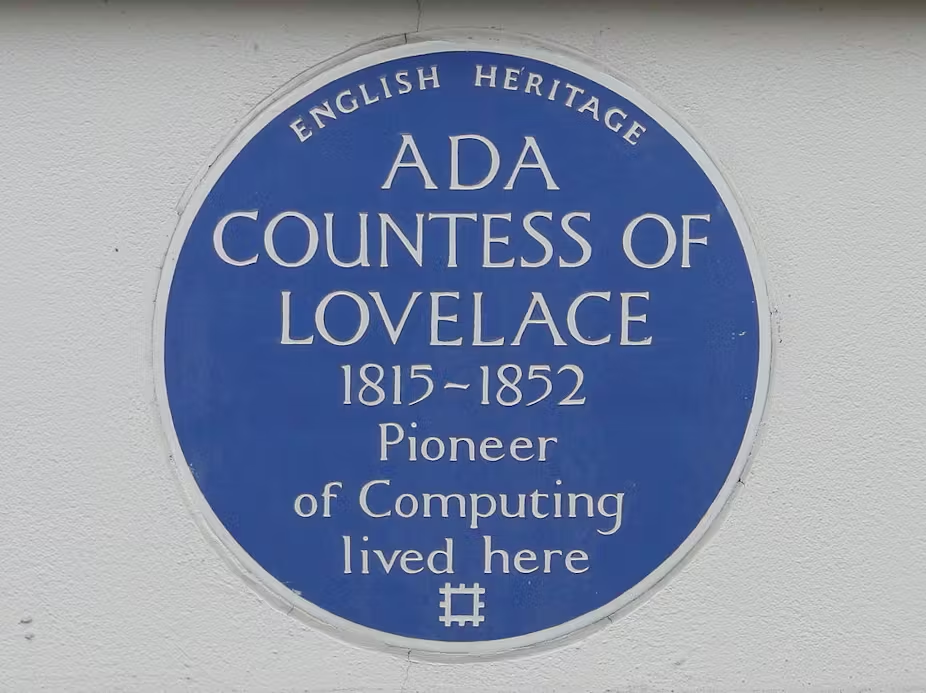 ENGLISH HERITAGE
ADA
COUNTESS OF
LOVELACE
1815~1852
Pioneer
of Computing
lived here